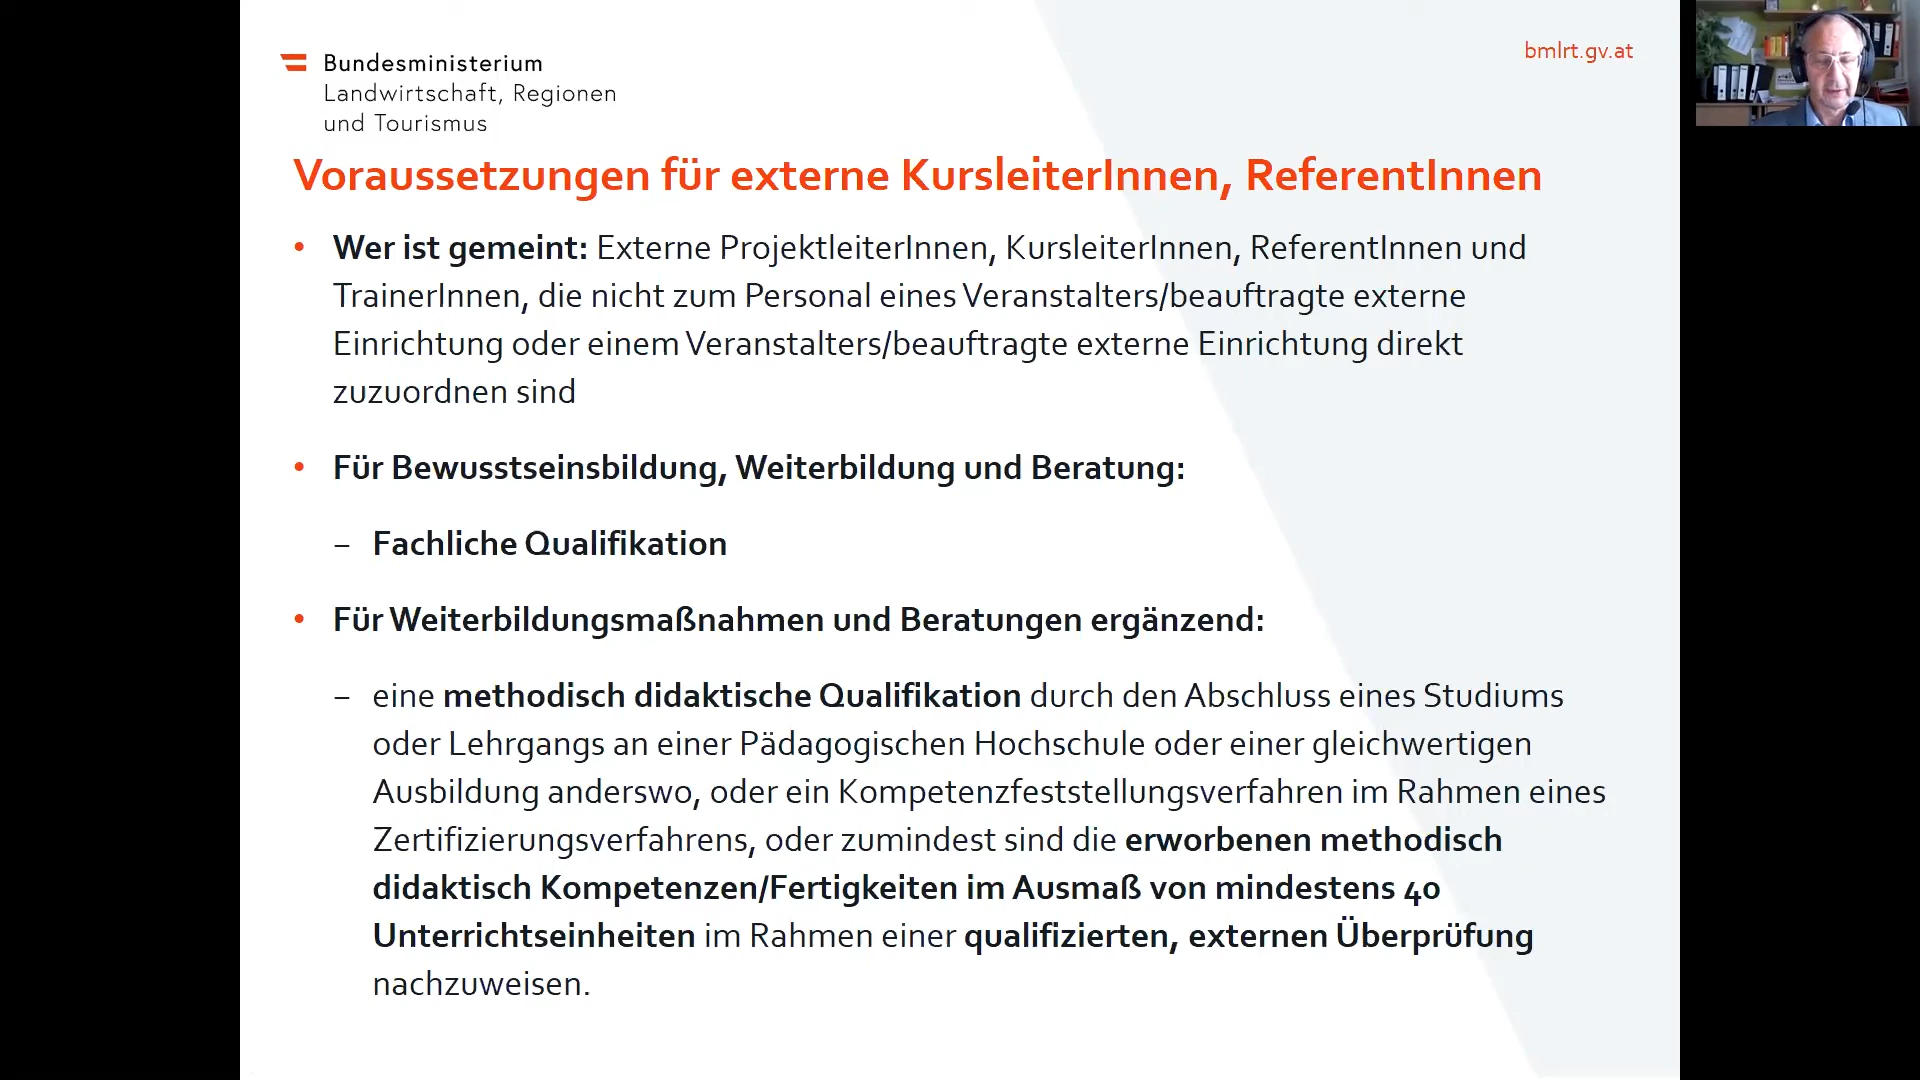 Bundesministerium
Landwirtschaft, Regionen
und Tourismus
bmlrt.gv.at
Voraussetzungen für externe KursleiterInnen, ReferentInnen
• Wer ist gemeint: Externe ProjektleiterInnen, KursleiterInnen, ReferentInnen und
TrainerInnen, die nicht zum Personal eines Veranstalters/beauftragte externe
Einrichtung oder einem Veranstalters/beauftragte externe Einrichtung direkt
zuzuordnen sind
• Für Bewusstseinsbildung, Weiterbildung und Beratung:
– Fachliche Qualifikation
• Für Weiterbildungsmaßnahmen und Beratungen ergänzend:
– eine methodisch didaktische Qualifikation durch den Abschluss eines Studiums
oder Lehrgangs an einer Pädagogischen Hochschule oder einer gleichwertigen
Ausbildung anderswo, oder ein Kompetenzfeststellungsverfahren im Rahmen eines
Zertifizierungsverfahrens, oder zumindest sind die erworbenen methodisch
didaktisch Kompetenzen/Fertigkeiten im Ausmaß von mindestens 40
Unterrichtseinheiten im Rahmen einer qualifizierten, externen Überprüfung
nachzuweisen.